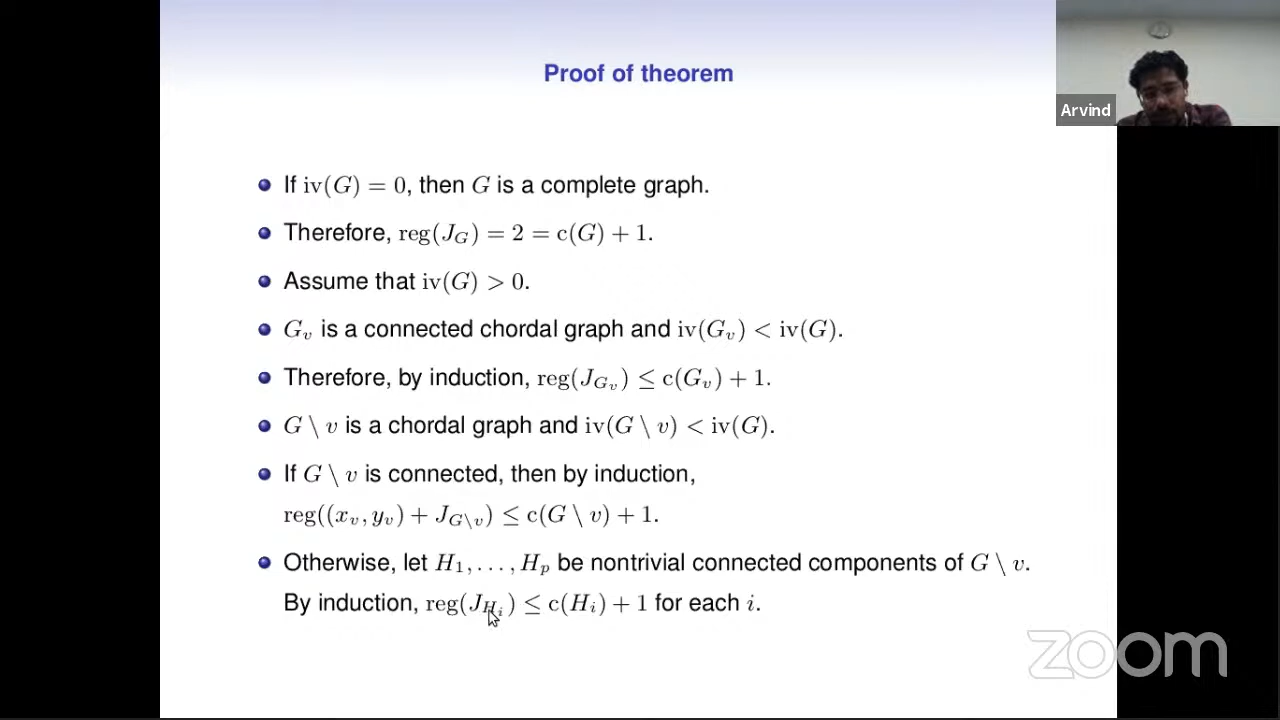 Proof of theorem
Arvind
If iv(G) = 0, then G is a complete graph.
Therefore, reg(J_G) = 2 = c(G) + 1.
Assume that iv(G) > 0.
G_v is a connected chordal graph and iv(G_v) < iv(G).
Therefore, by induction, reg(J_{G_v}) ≤ c(G_v) + 1.
G \ v is a chordal graph and iv(G \ v) < iv(G).
If G \ v is connected, then by induction,
reg((x_v, y_v) + J_{G\v}) ≤ c(G \ v) + 1.
Otherwise, let H_1, . . . , H_p be nontrivial connected components of G \ v.
By induction, reg(J_{H_i}) ≤ c(H_i) + 1 for each i.
zoom